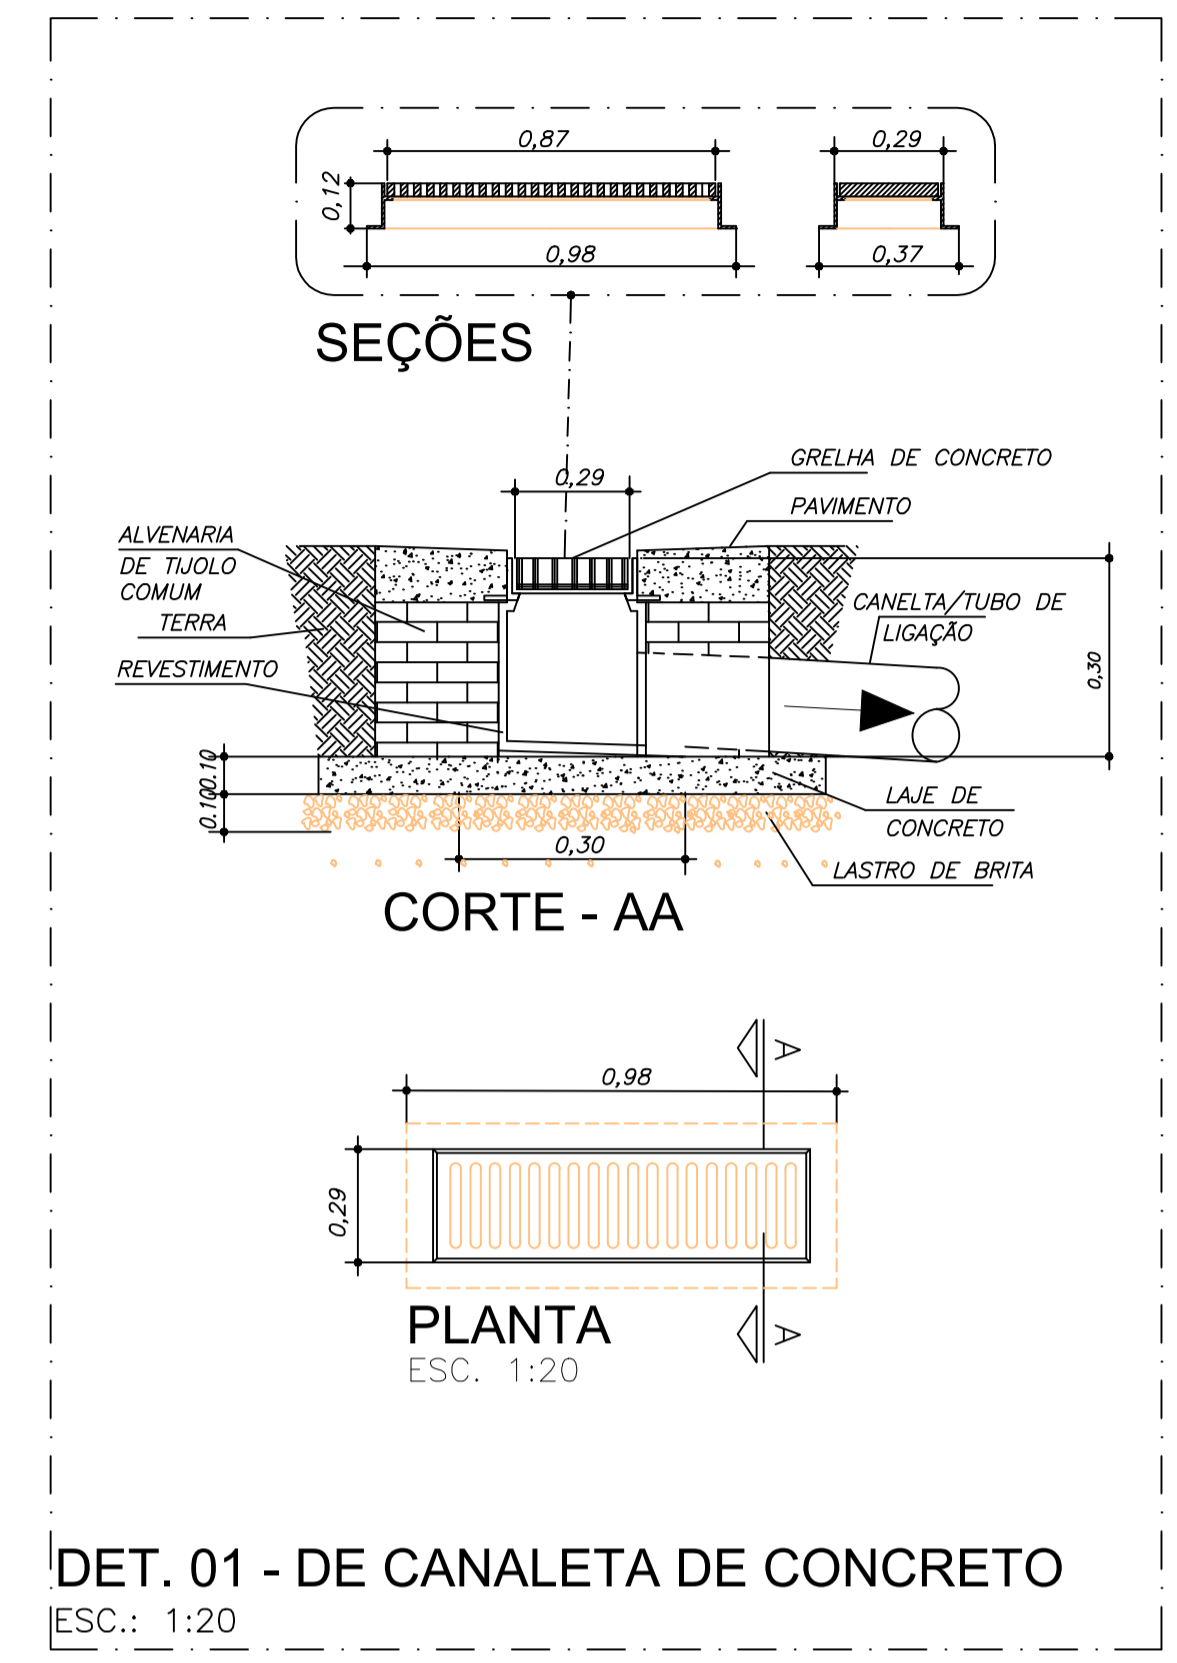 0,87
0,29
0,12
0,98
0,37
SEÇÕES
GRELHA DE CONCRETO
0,29
PAVIMENTO
ALVENARIA
DE TIJOLO
COMUM
TERRA
REVESTIMENTO
CANELTA/TUBO DE
LIGAÇÃO
0,30
0.10
0.10
LAJE DE
CONCRETO
0,30
LASTRO DE BRITA
CORTE - AA
A
0,98
0,29
PLANTA
A
ESC. 1:20
DET. 01 - DE CANALETA DE CONCRETO
ESC.: 1:20